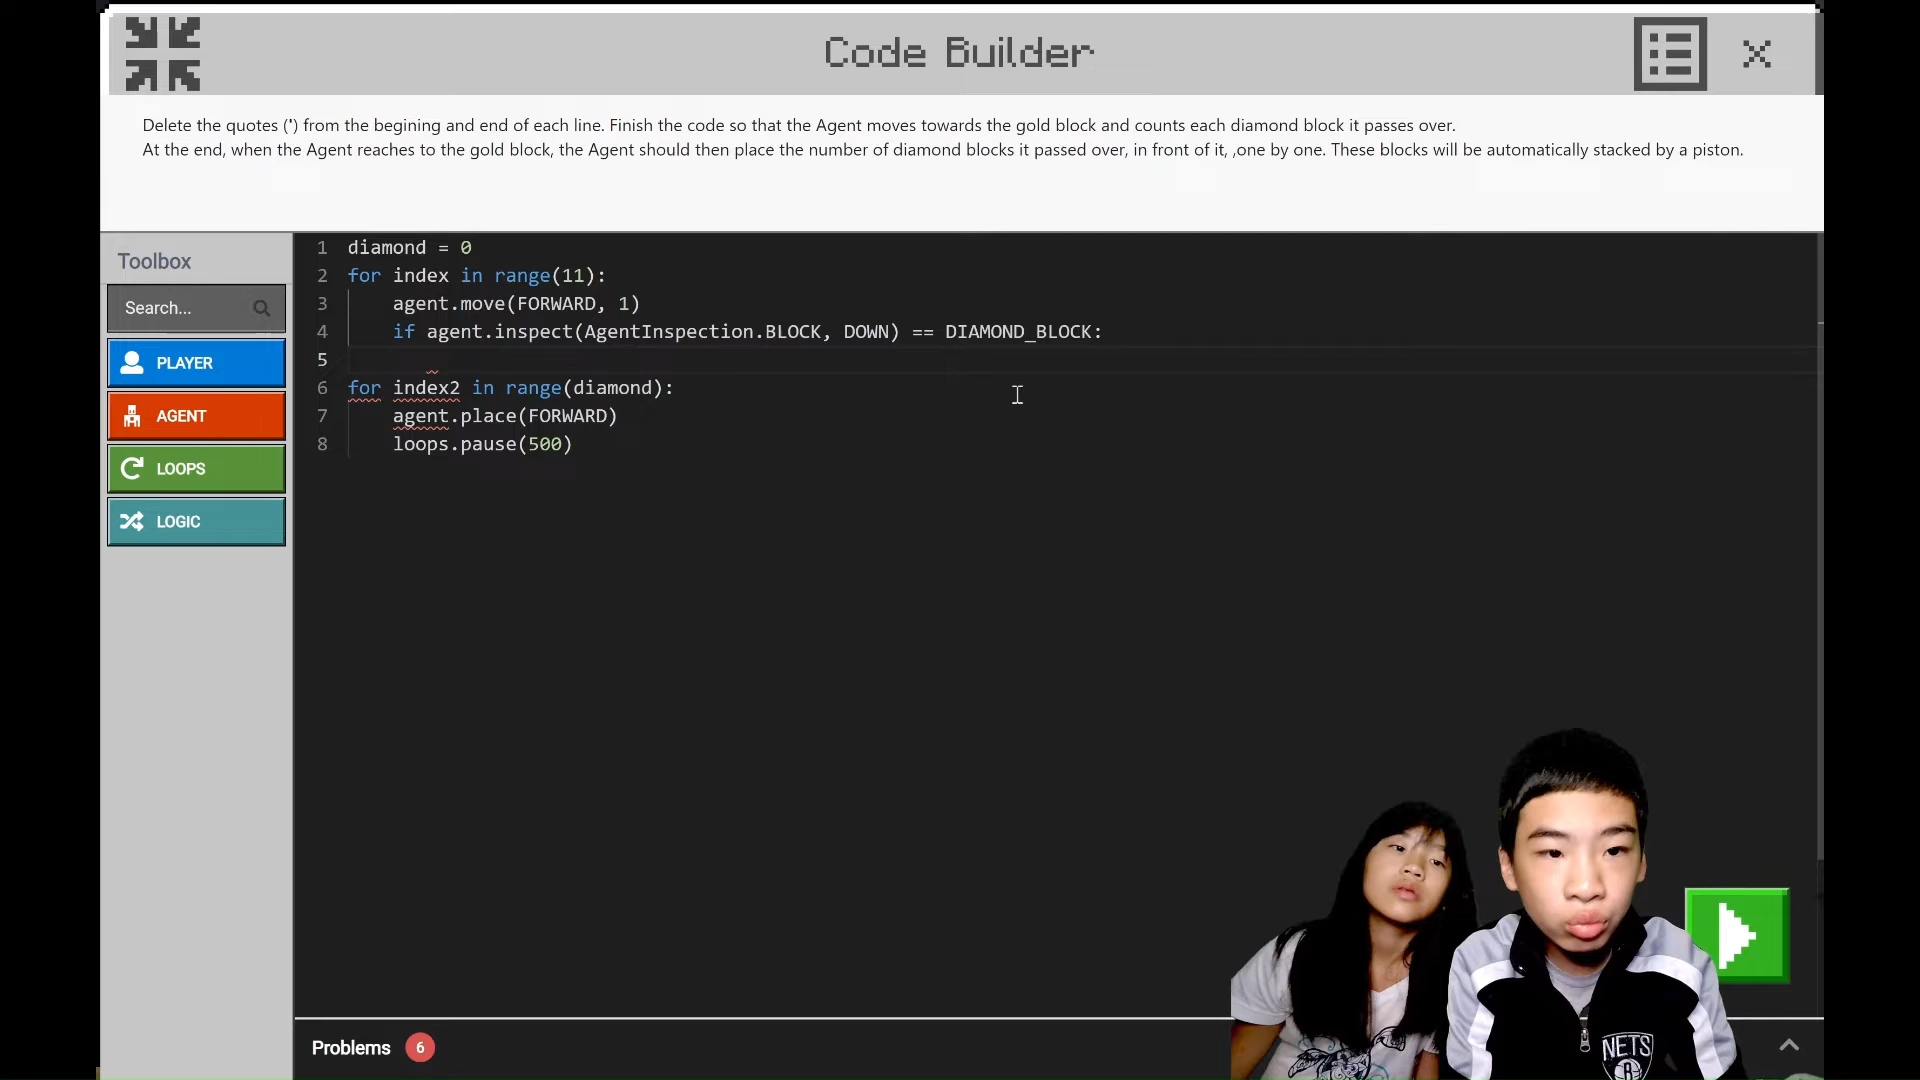 Code Builder
Delete the quotes (') from the begining and end of each line. Finish the code so that the Agent moves towards the gold block and counts each diamond block it passes over.
At the end, when the Agent reaches to the gold block, the Agent should then place the number of diamond blocks it passed over, in front of it, ,one by one. These blocks will be automatically stacked by a piston.
Toolbox
Search...
PLAYER
AGENT
LOOPS
LOGIC
1 diamond = 0
2 for index in range(11):
3     agent.move(FORWARD, 1)
4     if agent.inspect(AgentInspection.BLOCK, DOWN) == DIAMOND_BLOCK:
5
6 for index2 in range(diamond):
7     agent.place(FORWARD)
8     loops.pause(500)
Problems 6
NETS
B